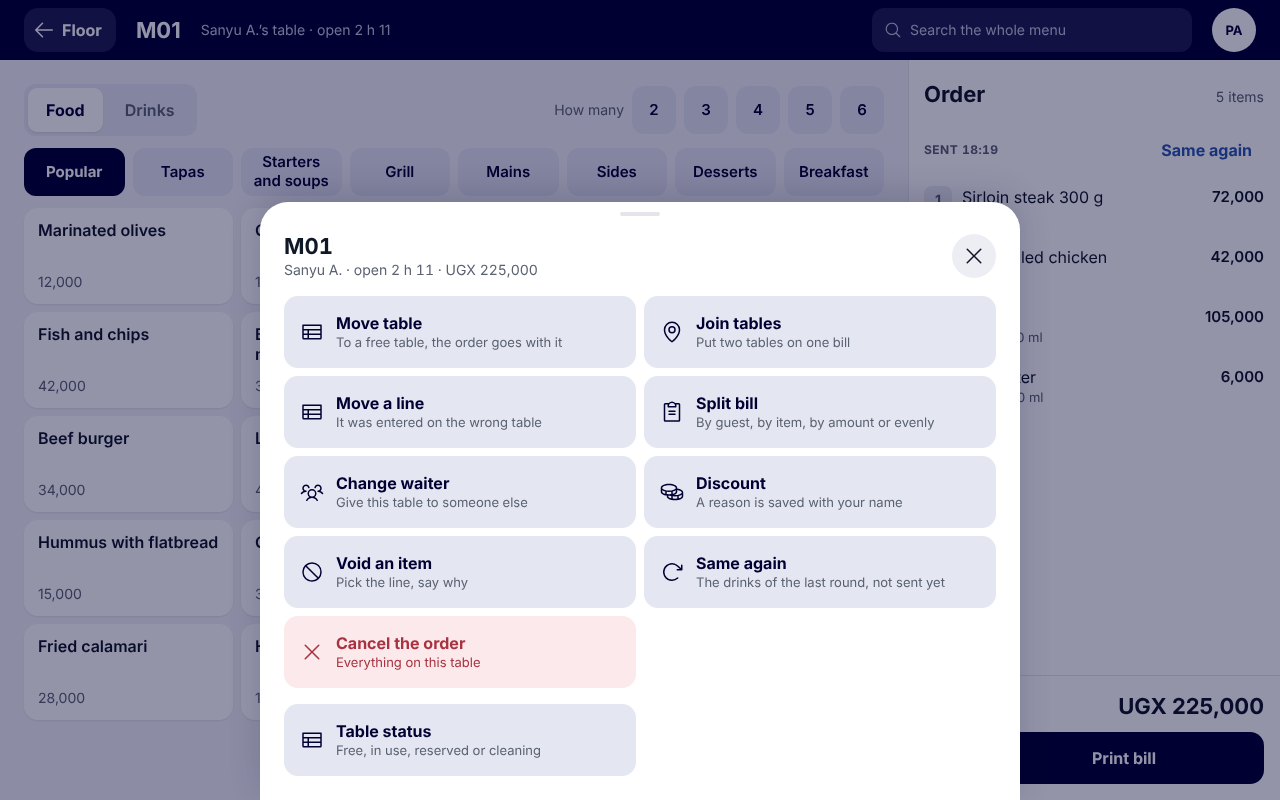 Floor
M01
Sanyu A.’s table · open 2 h 11
Search the whole menu
PA
Food
Drinks
How many
2
3
4
5
6
Popular
Tapas
Starters
and soups
Grill
Mains
Sides
Desserts
Breakfast
Marinated olives
12,000
Fish and chips
42,000
Beef burger
34,000
Hummus with flatbread
15,000
Fried calamari
28,000
Order
5 items
SENT 18:19
Same again
1
Sirloin steak 300 g
72,000
led chicken
42,000
105,000
0 ml
6,000
0 ml
UGX 225,000
Print bill
M01
Sanyu A. · open 2 h 11 · UGX 225,000
Move table
To a free table, the order goes with it
Join tables
Put two tables on one bill
Move a line
It was entered on the wrong table
Split bill
By guest, by item, by amount or evenly
Change waiter
Give this table to someone else
Discount
A reason is saved with your name
Void an item
Pick the line, say why
Same again
The drinks of the last round, not sent yet
Cancel the order
Everything on this table
Table status
Free, in use, reserved or cleaning